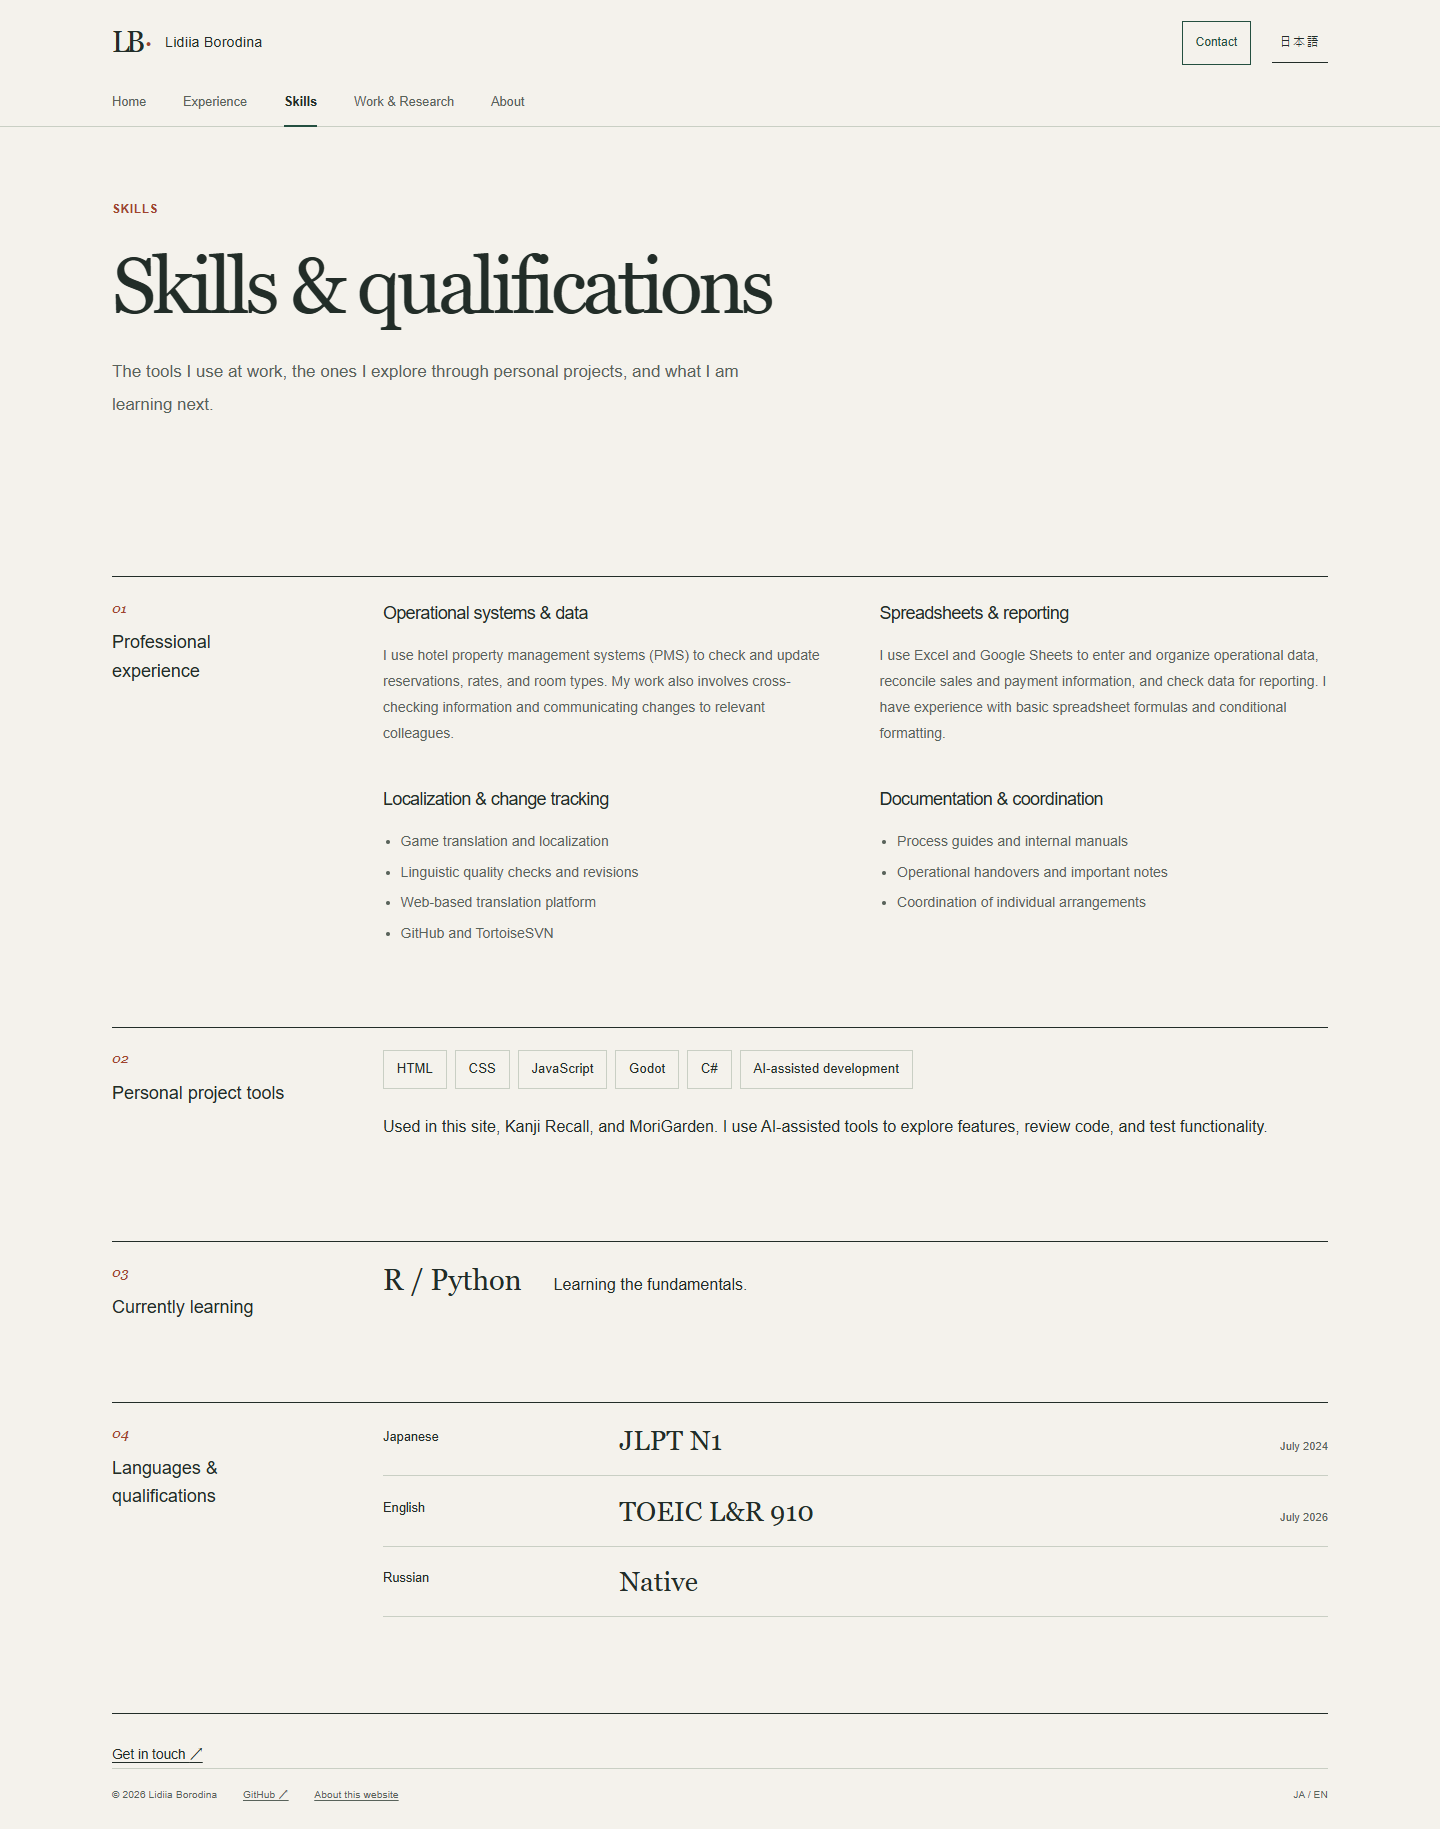 LB• Lidiia Borodina
Contact
日本語
Home Experience Skills Work & Research About
SKILLS
Skills & qualifications
The tools I use at work, the ones I explore through personal projects, and what I am
learning next.
01
Professional
experience
Operational systems & data
I use hotel property management systems (PMS) to check and update
reservations, rates, and room types. My work also involves cross-
checking information and communicating changes to relevant
colleagues.
Spreadsheets & reporting
I use Excel and Google Sheets to enter and organize operational data,
reconcile sales and payment information, and check data for reporting. I
have experience with basic spreadsheet formulas and conditional
formatting.
Localization & change tracking
• Game translation and localization
• Linguistic quality checks and revisions
• Web-based translation platform
• GitHub and TortoiseSVN
Documentation & coordination
• Process guides and internal manuals
• Operational handovers and important notes
• Coordination of individual arrangements
02
Personal project tools
HTML CSS JavaScript Godot C# AI-assisted development
Used in this site, Kanji Recall, and MoriGarden. I use AI-assisted tools to explore features, review code, and test functionality.
03
Currently learning
R / Python Learning the fundamentals.
04
Languages &
qualifications
Japanese JLPT N1 July 2024
English TOEIC L&R 910 July 2026
Russian Native
Get in touch ↗
© 2026 Lidiia Borodina GitHub ↗ About this website JA / EN